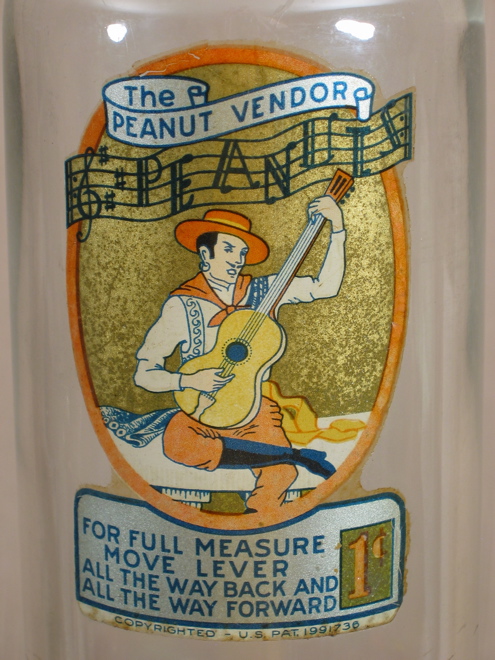 The
PEANUT VENDOR
PEANUTS
FOR FULL MEASURE
MOVE LEVER
ALL THE WAY BACK AND
ALL THE WAY FORWARD
1¢
COPYRIGHTED - U.S. PAT. 1991736